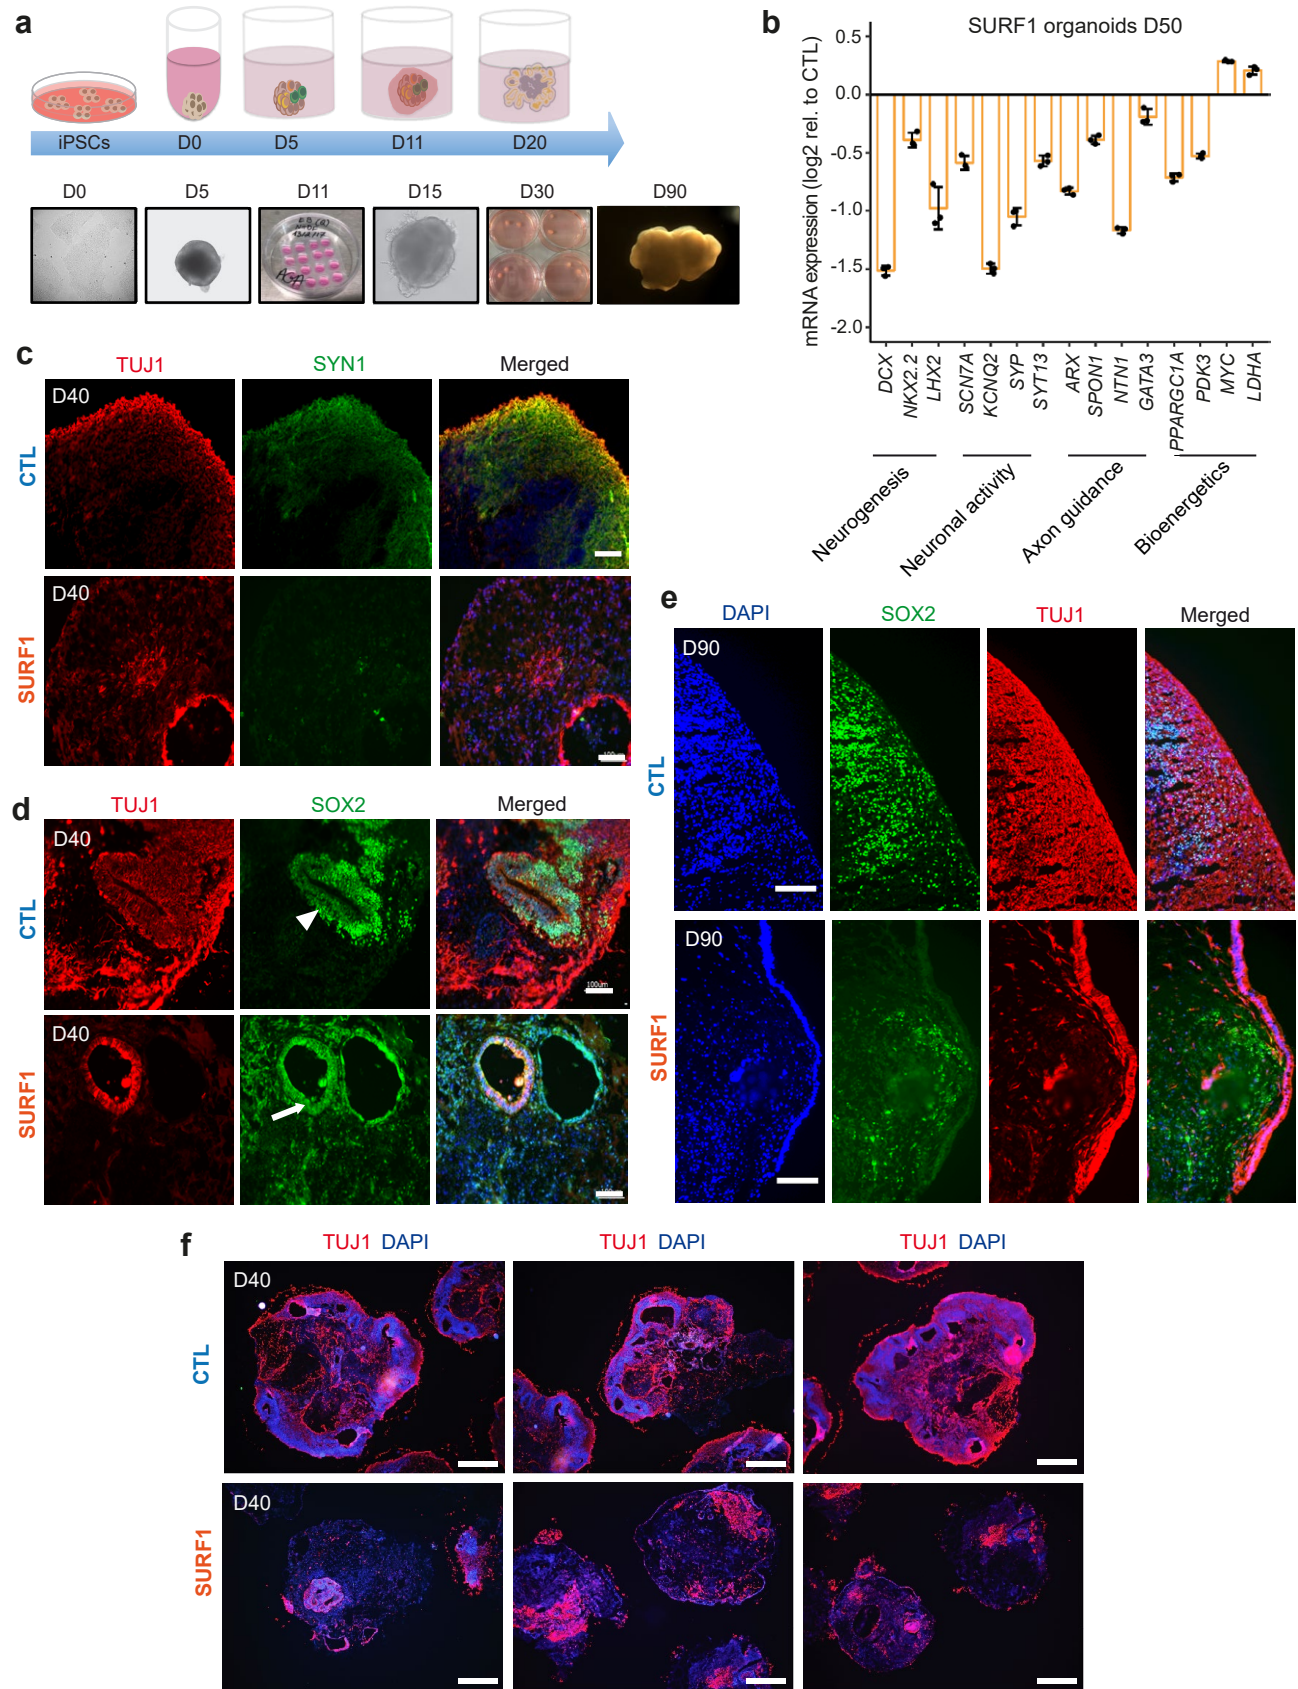 a
iPSCs D0 D5 D11 D20
D0 D5 D11 D15 D30 D90
b
SURF1 organoids D50
mRNA expression (log2 rel. to CTL)
0.5
0.0
-0.5
-1.0
-1.5
-2.0
DCX
NKX2.2
LHX2
SCN7A
KCNQ2
SYP
SYT13
ARX
SPON1
NTN1
GATA3
PPARGC1A
PDK3
MYC
LDHA
Neurogenesis
Neuronal activity
Axon guidance
Bioenergetics
c
TUJ1 SYN1 Merged
CTL
D40
SURF1
D40
100um
d
TUJ1 SOX2 Merged
CTL
D40
100um
SURF1
D40
e
DAPI SOX2 TUJ1 Merged
CTL
D90
SURF1
D90
f
TUJ1 DAPI TUJ1 DAPI TUJ1 DAPI
CTL
D40
SURF1
D40